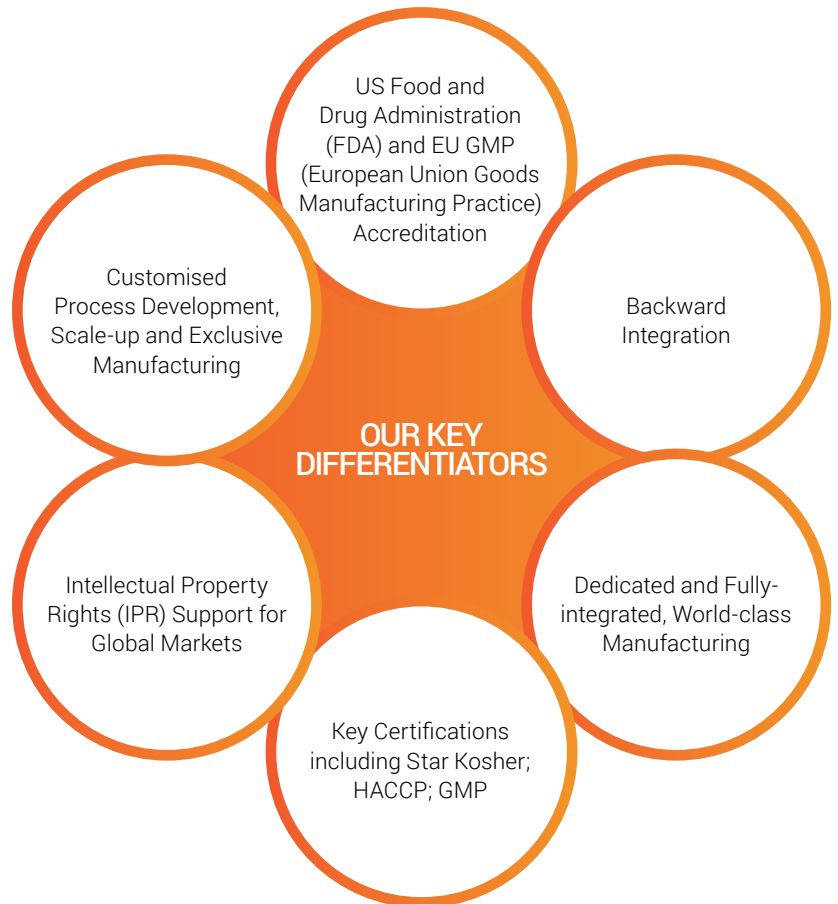 US Food and
Drug Administration
(FDA) and EU GMP
(European Union Goods
Manufacturing Practice)
Accreditation
Customised
Process Development,
Scale-up and Exclusive
Manufacturing
Backward
Integration
OUR KEY
DIFFERENTIATORS
Intellectual Property
Rights (IPR) Support for
Global Markets
Dedicated and Fully-
integrated, World-class
Manufacturing
Key Certifications
including Star Kosher;
HACCP; GMP